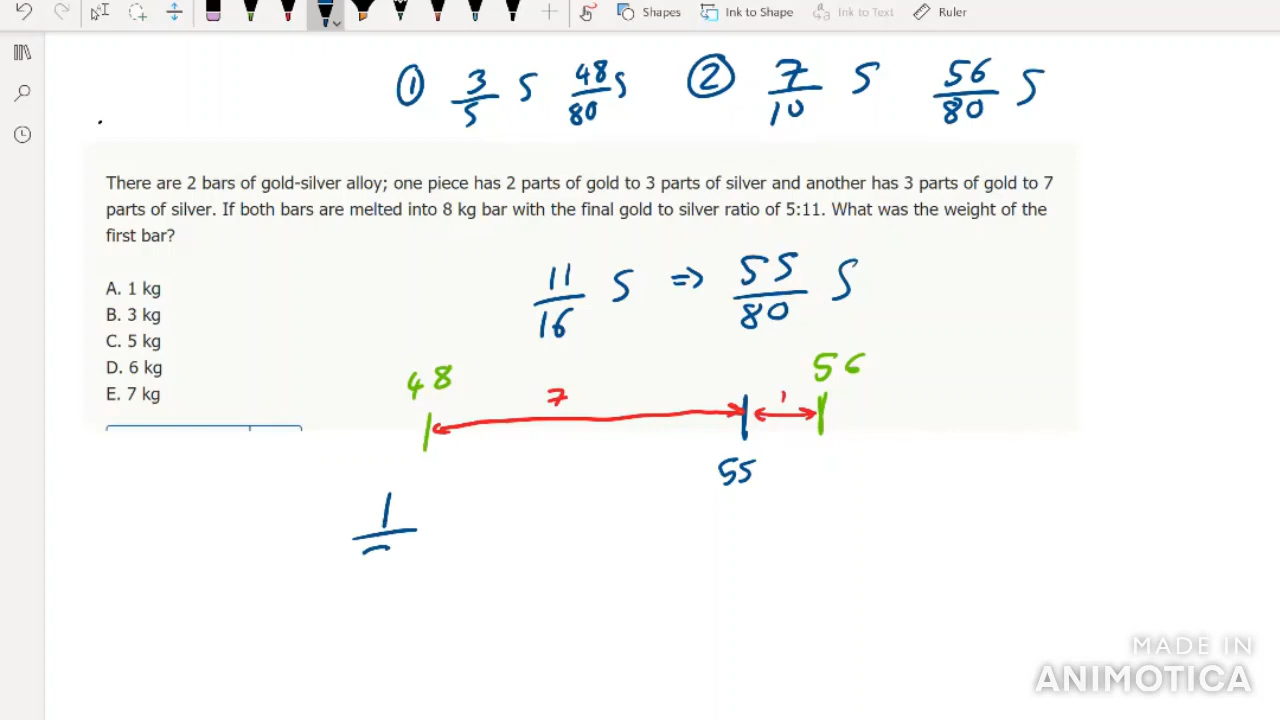 Shapes Ink to Shape Ink to Text Ruler
① 3/5 S 48/80 S ② 7/10 S 56/80 S
There are 2 bars of gold-silver alloy; one piece has 2 parts of gold to 3 parts of silver and another has 3 parts of gold to 7
parts of silver. If both bars are melted into 8 kg bar with the final gold to silver ratio of 5:11. What was the weight of the
first bar?
11/16 S ⇒ 55/80 S
A. 1 kg
B. 3 kg
C. 5 kg
D. 6 kg
E. 7 kg
48 56
7 1
55
1
MADE IN
ANIMOTICA